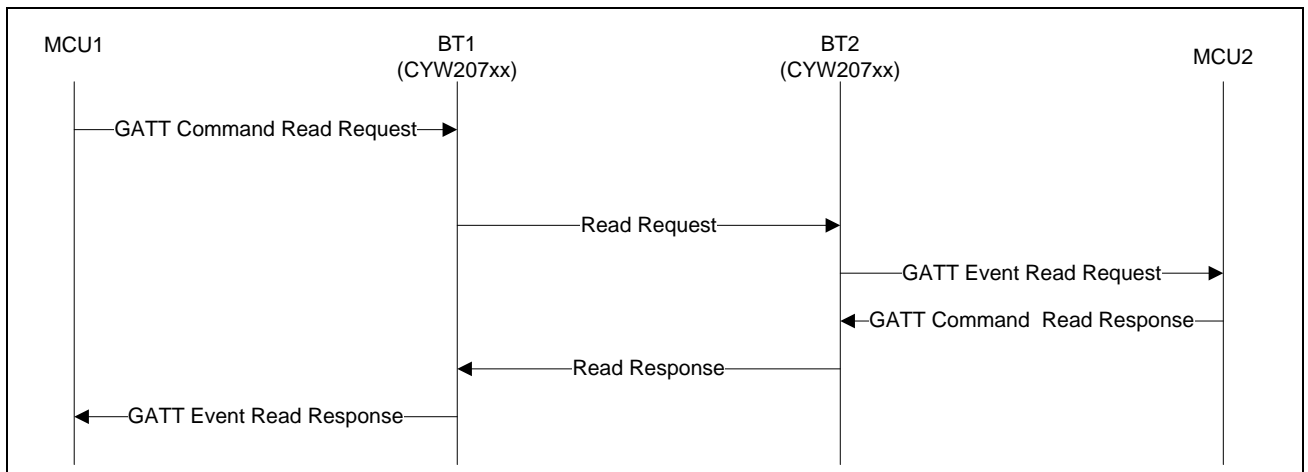 MCU1
BT1
(CYW207xx)
BT2
(CYW207xx)
MCU2
GATT Command Read Request
Read Request
GATT Event Read Request
GATT Command  Read Response
Read Response
GATT Event Read Response